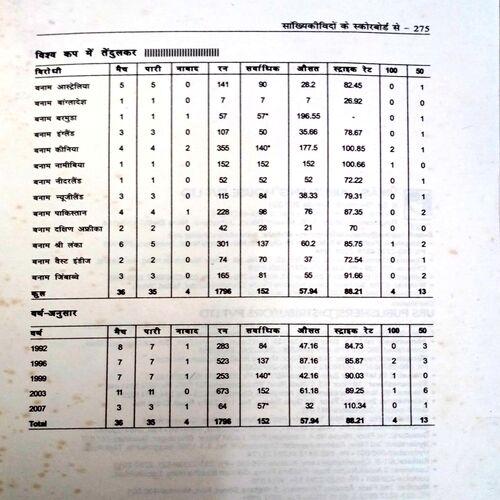 सांख्यिकीविदों के स्कोरबोर्ड से - 275
विश्व कप में तेंदुलकर
विरोधी मैच पारी नाबाद रन सर्वाधिक औसत स्ट्राइक रेट 100 50
बनाम आस्ट्रेलिया 5 5 0 141 90 28.2 82.45 0 1
बनाम बांग्लादेश 1 1 0 7 7 7 26.92 0 0
बनाम बरमुडा 1 1 1 57 57* 196.55 - 0 1
बनाम इंग्लैंड 3 3 0 107 50 35.66 78.67 0 1
बनाम कीनिया 4 4 2 355 140* 177.5 100.85 2 1
बनाम नामीबिया 1 1 0 152 152 152 100.66 1 0
बनाम नीदरलैंड 1 1 0 52 52 52 72.22 0 1
बनाम न्यूजीलैंड 3 3 0 115 84 38.33 79.31 0 1
बनाम पाकिस्तान 4 4 1 228 98 76 87.35 0 2
बनाम दक्षिण अफ्रीका 2 2 0 42 28 21 70 0 0
बनाम श्री लंका 6 5 0 301 137 60.2 85.75 1 2
बनाम वैस्ट इंडीज 2 2 0 74 70 37 72.54 0 1
बनाम जिंबाब्वे 3 3 0 165 81 55 91.66 0 2
कुल 36 35 4 1796 152 57.94 88.21 4 13
वर्ष-अनुसार
वर्ष मैच पारी नाबाद रन सर्वाधिक औसत स्ट्राइक रेट 100 50
1992 8 7 1 283 84 47.16 84.73 0 3
1996 7 7 1 523 137 87.16 85.87 2 3
1999 7 7 1 253 140* 42.16 90.03 1 0
2003 11 11 0 673 152 61.18 89.25 1 6
2007 3 3 1 64 57* 32 110.34 0 1
Total 36 35 4 1796 152 57.94 88.21 4 13